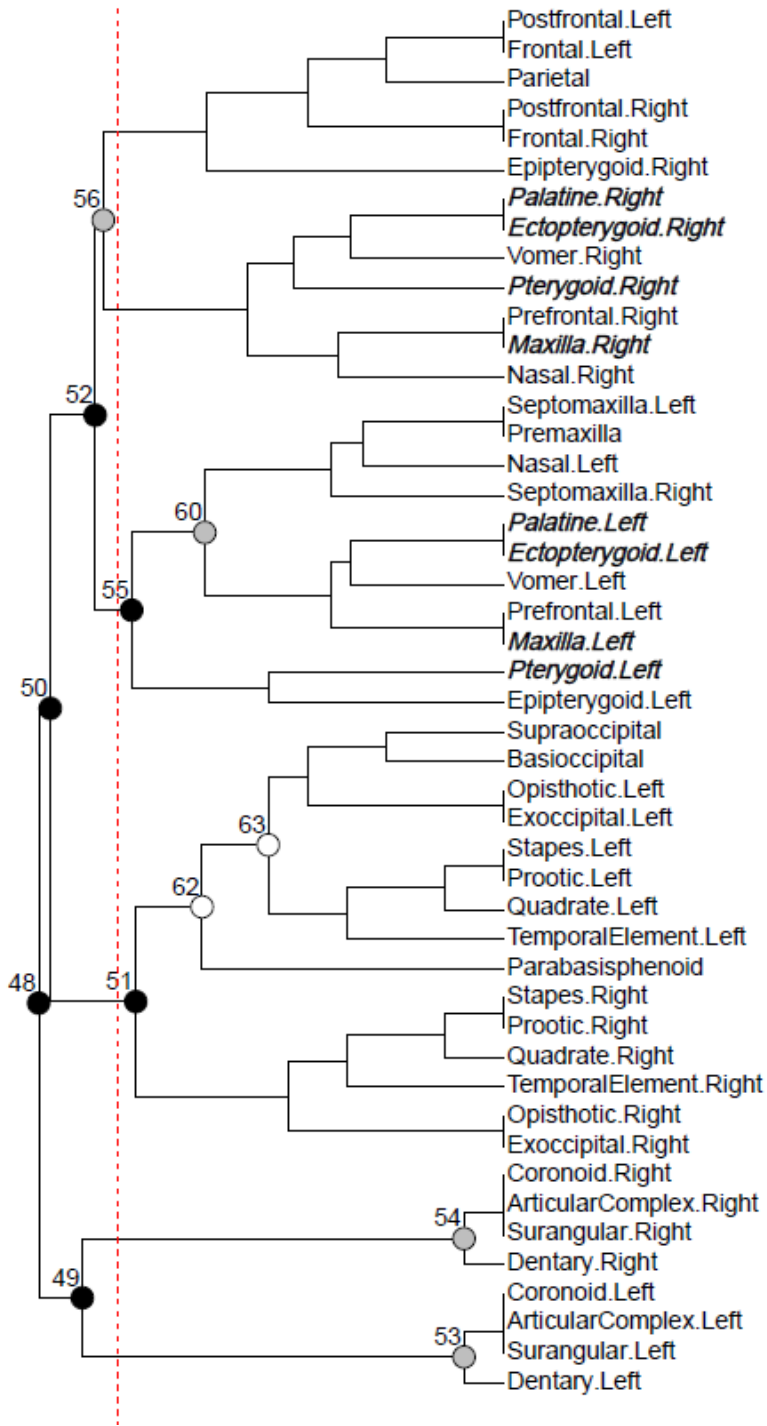 Postfrontal.Left
Frontal.Left
Parietal
Postfrontal.Right
Frontal.Right
Epipterygoid.Right
56
Palatine.Right
Ectopterygoid.Right
Vomer.Right
Pterygoid.Right
Prefrontal.Right
Maxilla.Right
Nasal.Right
52
Septomaxilla.Left
Premaxilla
Nasal.Left
Septomaxilla.Right
60
Palatine.Left
Ectopterygoid.Left
Vomer.Left
55
Prefrontal.Left
Maxilla.Left
Pterygoid.Left
50
Epipterygoid.Left
Supraoccipital
Basioccipital
Opisthotic.Left
Exoccipital.Left
63
Stapes.Left
Prootic.Left
62
Quadrate.Left
TemporalElement.Left
Parabasisphenoid
48
51
Stapes.Right
Prootic.Right
Quadrate.Right
TemporalElement.Right
Opisthotic.Right
Exoccipital.Right
Coronoid.Right
ArticularComplex.Right
54
Surangular.Right
Dentary.Right
49
Coronoid.Left
ArticularComplex.Left
53
Surangular.Left
Dentary.Left